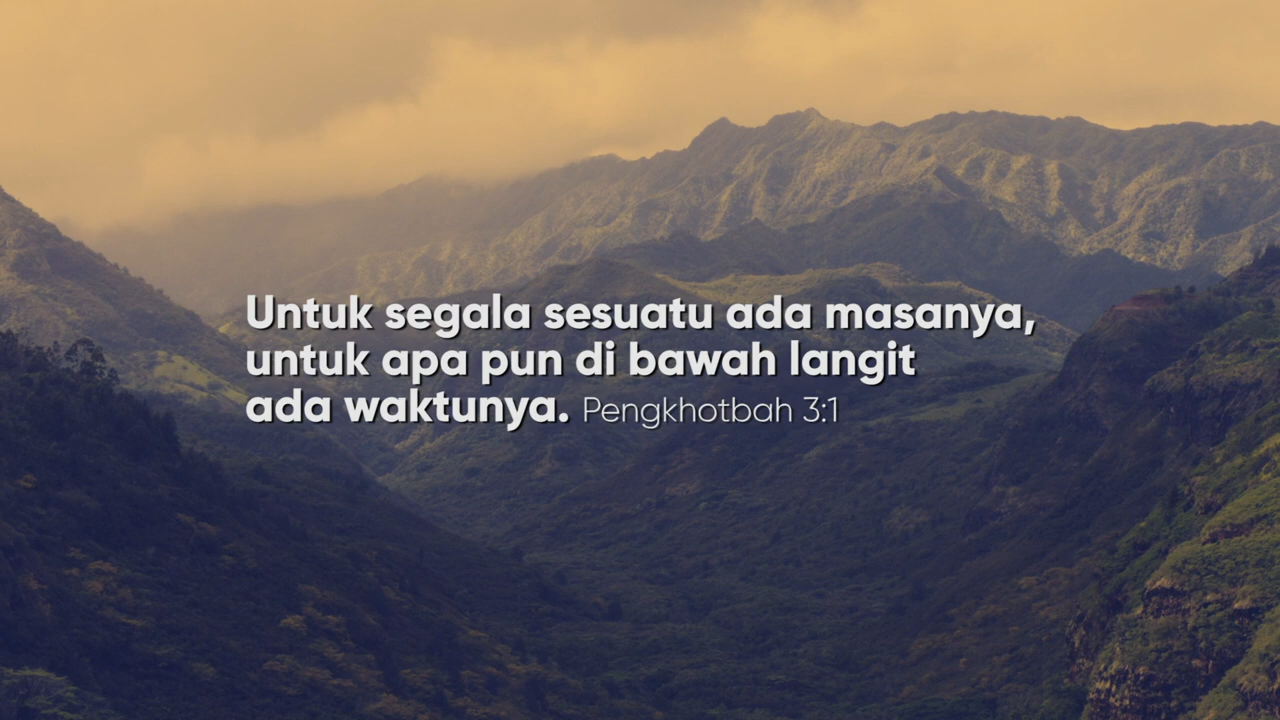 Untuk segala sesuatu ada masanya,
untuk apa pun di bawah langit
ada waktunya. Pengkhotbah 3:1